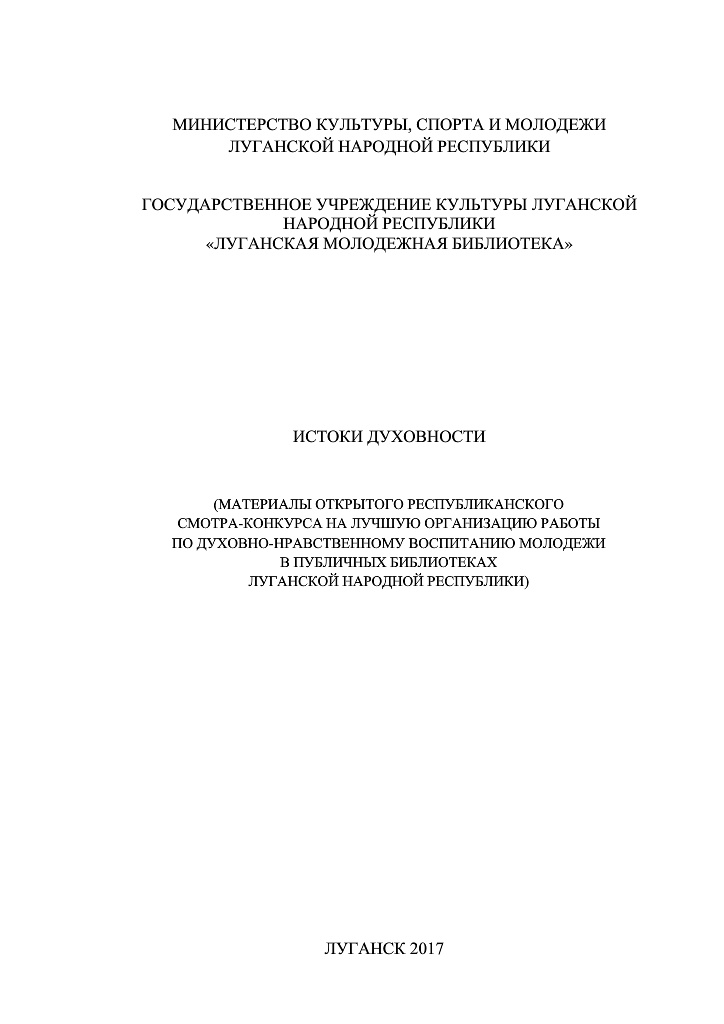 МИНИСТЕРСТВО КУЛЬТУРЫ, СПОРТА И МОЛОДЕЖИ
ЛУГАНСКОЙ НАРОДНОЙ РЕСПУБЛИКИ
ГОСУДАРСТВЕННОЕ УЧРЕЖДЕНИЕ КУЛЬТУРЫ ЛУГАНСКОЙ
НАРОДНОЙ РЕСПУБЛИКИ
«ЛУГАНСКАЯ МОЛОДЕЖНАЯ БИБЛИОТЕКА»
ИСТОКИ ДУХОВНОСТИ
(МАТЕРИАЛЫ ОТКРЫТОГО РЕСПУБЛИКАНСКОГО
СМОТРА-КОНКУРСА НА ЛУЧШУЮ ОРГАНИЗАЦИЮ РАБОТЫ
ПО ДУХОВНО-НРАВСТВЕННОМУ ВОСПИТАНИЮ МОЛОДЕЖИ
В ПУБЛИЧНЫХ БИБЛИОТЕКАХ
ЛУГАНСКОЙ НАРОДНОЙ РЕСПУБЛИКИ)
ЛУГАНСК 2017